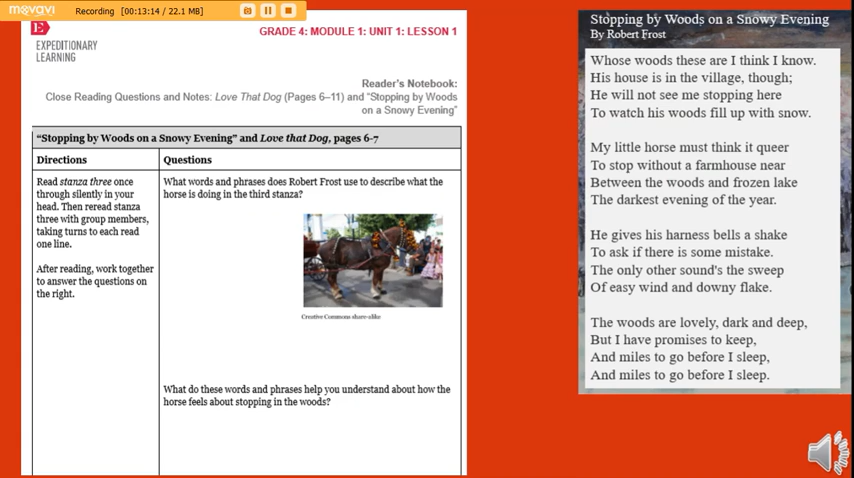 movavi
Recording [00:13:14 / 22.1 MB]
E
EXPEDITIONARY
LEARNING
GRADE 4: MODULE 1: UNIT 1: LESSON 1
Reader's Notebook:
Close Reading Questions and Notes: Love That Dog (Pages 6–11) and "Stopping by Woods
on a Snowy Evening"
"Stopping by Woods on a Snowy Evening" and Love that Dog, pages 6-7
Directions
Read stanza three once
through silently in your
head. Then reread stanza
three with group members,
taking turns to each read
one line.
After reading, work together
to answer the questions on
the right.
Questions
What words and phrases does Robert Frost use to describe what the
horse is doing in the third stanza?
Creative Commons share-alike
What do these words and phrases help you understand about how the
horse feels about stopping in the woods?
Stopping by Woods on a Snowy Evening
By Robert Frost
Whose woods these are I think I know.
His house is in the village, though;
He will not see me stopping here
To watch his woods fill up with snow.
My little horse must think it queer
To stop without a farmhouse near
Between the woods and frozen lake
The darkest evening of the year.
He gives his harness bells a shake
To ask if there is some mistake.
The only other sound's the sweep
Of easy wind and downy flake.
The woods are lovely, dark and deep,
But I have promises to keep,
And miles to go before I sleep,
And miles to go before I sleep.